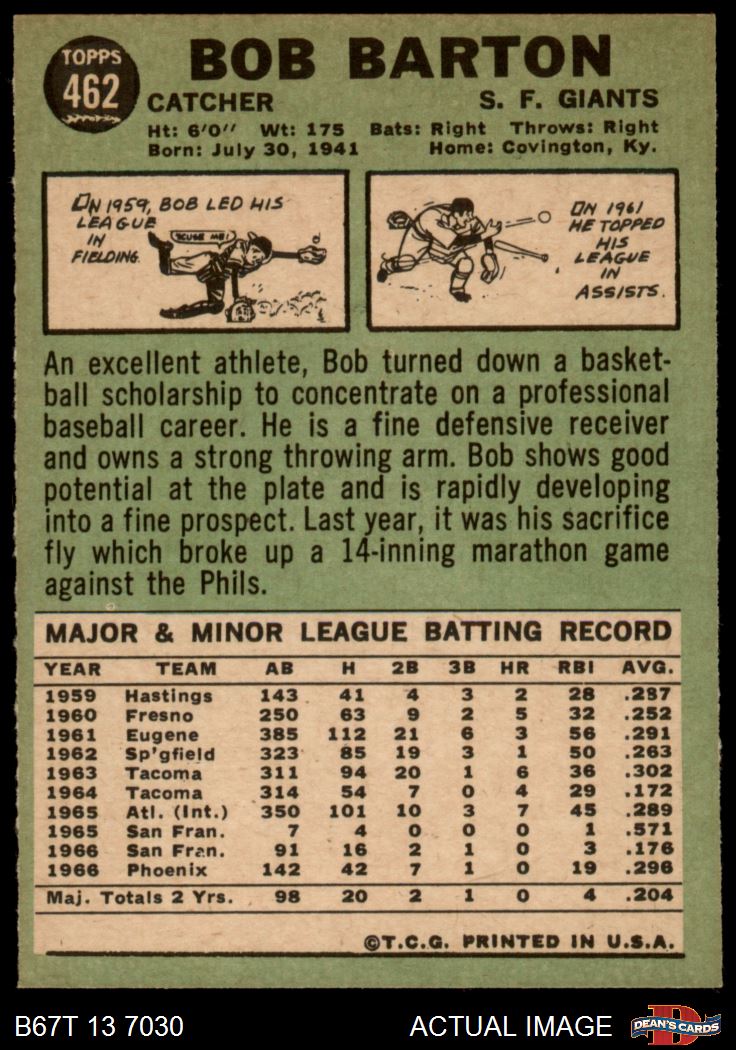 TOPPS
462
BOB BARTON
CATCHER S. F. GIANTS
Ht: 6'0" Wt: 175 Bats: Right Throws: Right
Born: July 30, 1941 Home: Covington, Ky.
ON 1959, BOB LED HIS
LEAGUE
IN
FIELDING.
'SCUSE ME!
ON 1961
HE TOPPED
HIS
LEAGUE
IN
ASSISTS.
An excellent athlete, Bob turned down a basket-
ball scholarship to concentrate on a professional
baseball career. He is a fine defensive receiver
and owns a strong throwing arm. Bob shows good
potential at the plate and is rapidly developing
into a fine prospect. Last year, it was his sacrifice
fly which broke up a 14-inning marathon game
against the Phils.
MAJOR & MINOR LEAGUE BATTING RECORD
YEAR TEAM AB H 2B 3B HR RBI AVG.
1959 Hastings 143 41 4 3 2 28 .287
1960 Fresno 250 63 9 2 5 32 .252
1961 Eugene 385 112 21 6 3 56 .291
1962 Sp'gfield 323 85 19 3 1 50 .263
1963 Tacoma 311 94 20 1 6 36 .302
1964 Tacoma 314 54 7 0 4 29 .172
1965 Atl. (Int.) 350 101 10 3 7 45 .289
1965 San Fran. 7 4 0 0 0 1 .571
1966 San Fran. 91 16 2 1 0 3 .176
1966 Phoenix 142 42 7 1 0 19 .296
Maj. Totals 2 Yrs. 98 20 2 1 0 4 .204
©T.C.G. PRINTED IN U.S.A.
B67T 13 7030 ACTUAL IMAGE
D
DEAN'S CARDS